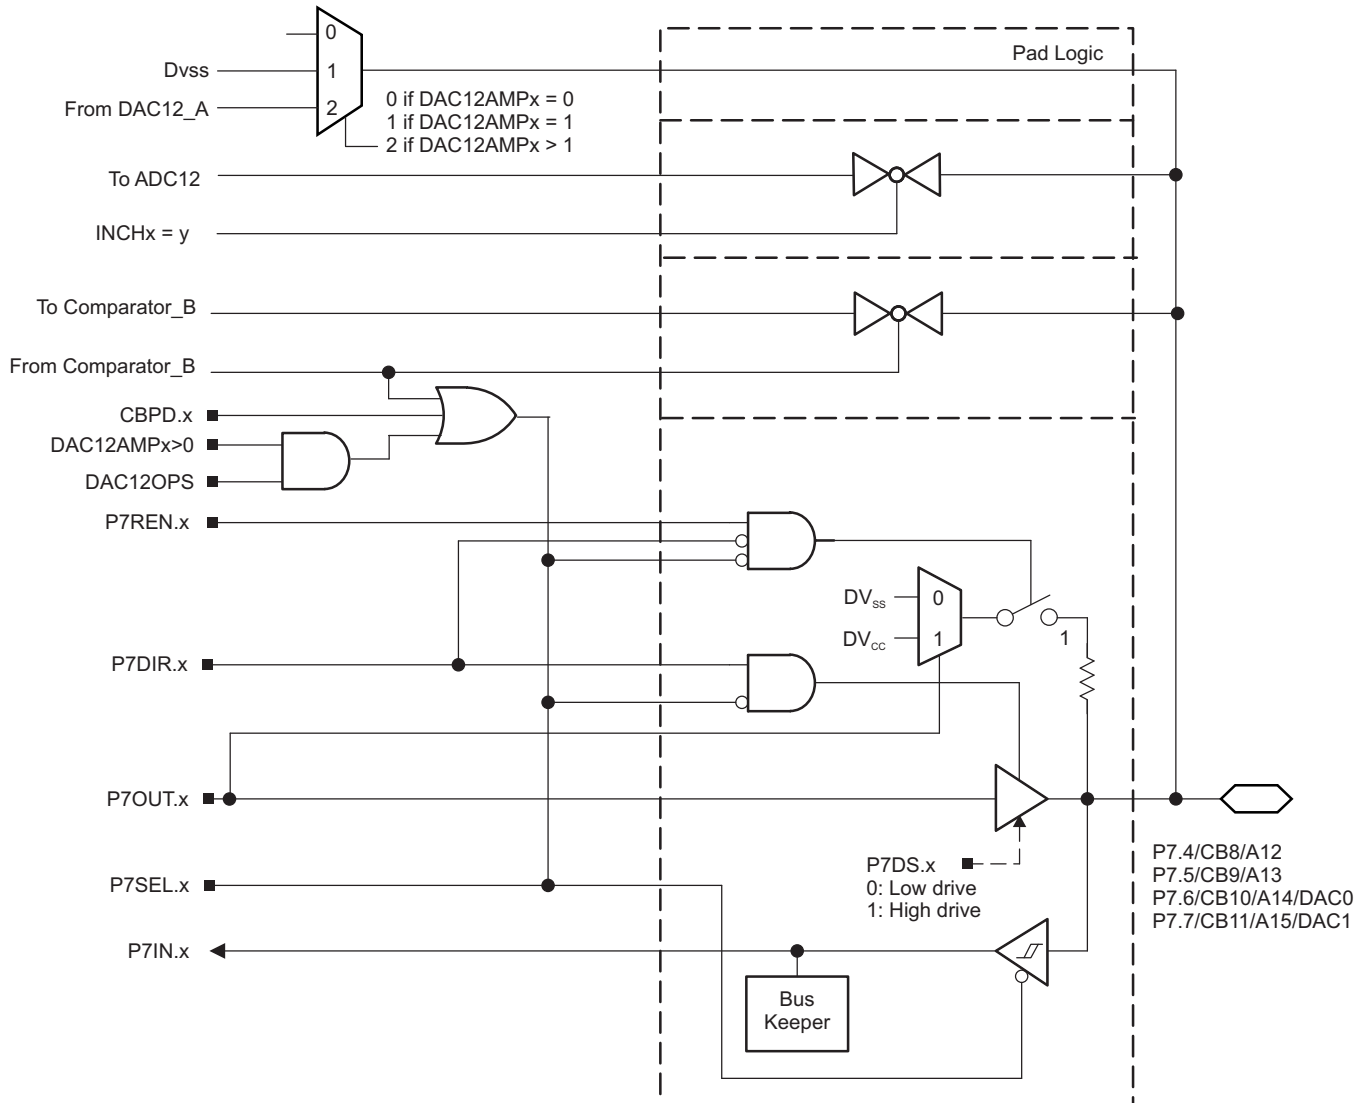 0
Pad Logic
Dvss
1
From DAC12_A
2
0 if DAC12AMPx = 0
1 if DAC12AMPx = 1
2 if DAC12AMPx > 1
To ADC12
INCHx = y
To Comparator_B
From Comparator_B
CBPD.x
DAC12AMPx>0
DAC12OPS
P7REN.x
DVSS
0
DVCC
1
1
P7DIR.x
P7OUT.x
P7DS.x
0: Low drive
1: High drive
P7.4/CB8/A12
P7.5/CB9/A13
P7.6/CB10/A14/DAC0
P7.7/CB11/A15/DAC1
P7SEL.x
P7IN.x
Bus
Keeper